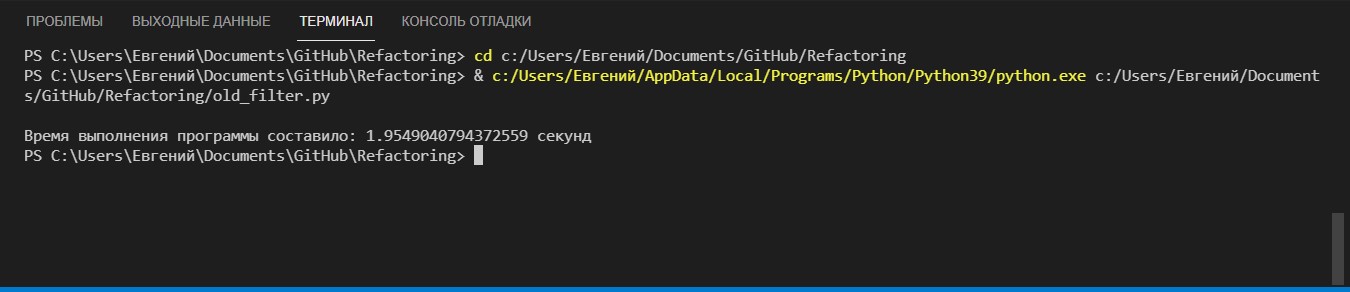 ПРОБЛЕМЫ ВЫХОДНЫЕ ДАННЫЕ ТЕРМИНАЛ КОНСОЛЬ ОТЛАДКИ
PS C:\Users\Евгений\Documents\GitHub\Refactoring> cd c:/Users/Евгений/Documents/GitHub/Refactoring
PS C:\Users\Евгений\Documents\GitHub\Refactoring> & c:/Users/Евгений/AppData/Local/Programs/Python/Python39/python.exe c:/Users/Евгений/Document
s/GitHub/Refactoring/old_filter.py
Время выполнения программы составило: 1.9549040794372559 секунд
PS C:\Users\Евгений\Documents\GitHub\Refactoring>